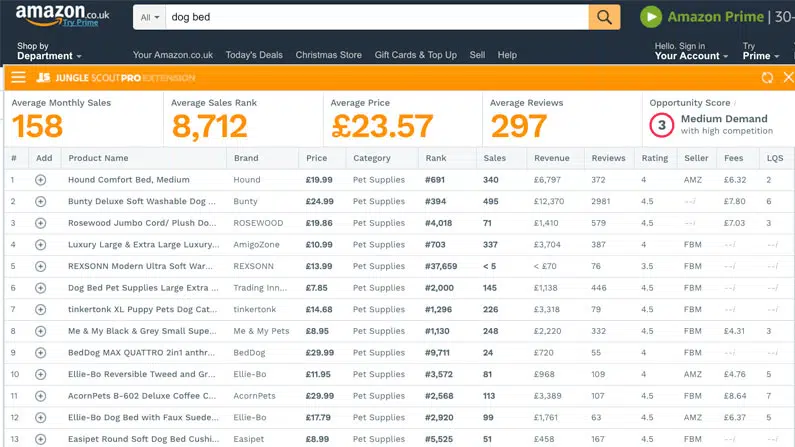 amazon.co.uk
Try Prime
All
dog bed
Amazon Prime | 30
Shop by
Department
Your Amazon.co.uk Today's Deals Christmas Store Gift Cards & Top Up Sell Help
Hello. Sign in
Your Account
Try
Prime
JUNGLE SCOUT PRO EXTENSION
Average Monthly Sales
158
Average Sales Rank
8,712
Average Price
£23.57
Average Reviews
297
Opportunity Score i
3
Medium Demand
with high competition
# Add Product Name Brand Price Category Rank Sales Revenue Reviews Rating Seller Fees LQS
1 Hound Comfort Bed, Medium Hound £19.99 Pet Supplies #691 340 £6,797 372 4 AMZ £6.32 2
2 Bunty Deluxe Soft Washable Dog ... Bunty £24.99 Pet Supplies #394 495 £12,370 2981 4.5 --i £7.80 6
3 Rosewood Jumbo Cord/ Plush Do... ROSEWOOD £19.86 Pet Supplies #4,018 71 £1,410 579 4.5 --i £7.03 3
4 Luxury Large & Extra Large Luxury... AmigoZone £10.99 Pet Supplies #703 337 £3,704 387 4 FBM --i --i
5 REXSONN Modern Ultra Soft War... REXSONN £13.99 Pet Supplies #37,659 < 5 < £70 76 3.5 FBM --i --i
6 Dog Bed Pet Supplies Large Extra ... Trading Inn... £7.85 Pet Supplies #2,000 145 £1,138 446 4.5 FBM --i --i
7 tinkertonk XL Puppy Pets Dog Cat... tinkertonk £14.68 Pet Supplies #1,296 226 £3,318 79 4.5 FBM --i --i
8 Me & My Black & Grey Small Supe... Me & My Pets £8.95 Pet Supplies #1,130 248 £2,220 332 4.5 FBM £4.31 3
9 BedDog MAX QUATTRO 2in1 anthr... BedDog £29.99 Pet Supplies #9,711 24 £720 55 4 FBM --i --i
10 Ellie-Bo Reversible Tweed and Gr... Ellie-Bo £11.95 Pet Supplies #3,572 81 £968 109 4 AMZ £4.76 5
11 AcornPets B-602 Deluxe Coffee C... AcornPets £29.99 Pet Supplies #2,568 113 £3,389 107 4.5 FBM £8.64 7
12 Ellie-Bo Dog Bed with Faux Suede... Ellie-Bo £17.79 Pet Supplies #2,920 99 £1,761 63 4.5 AMZ £6.37 5
13 Easipet Round Soft Dog Bed Cushi... Easipet £8.99 Pet Supplies #5,525 51 £458 167 4.5 FBM --i --i